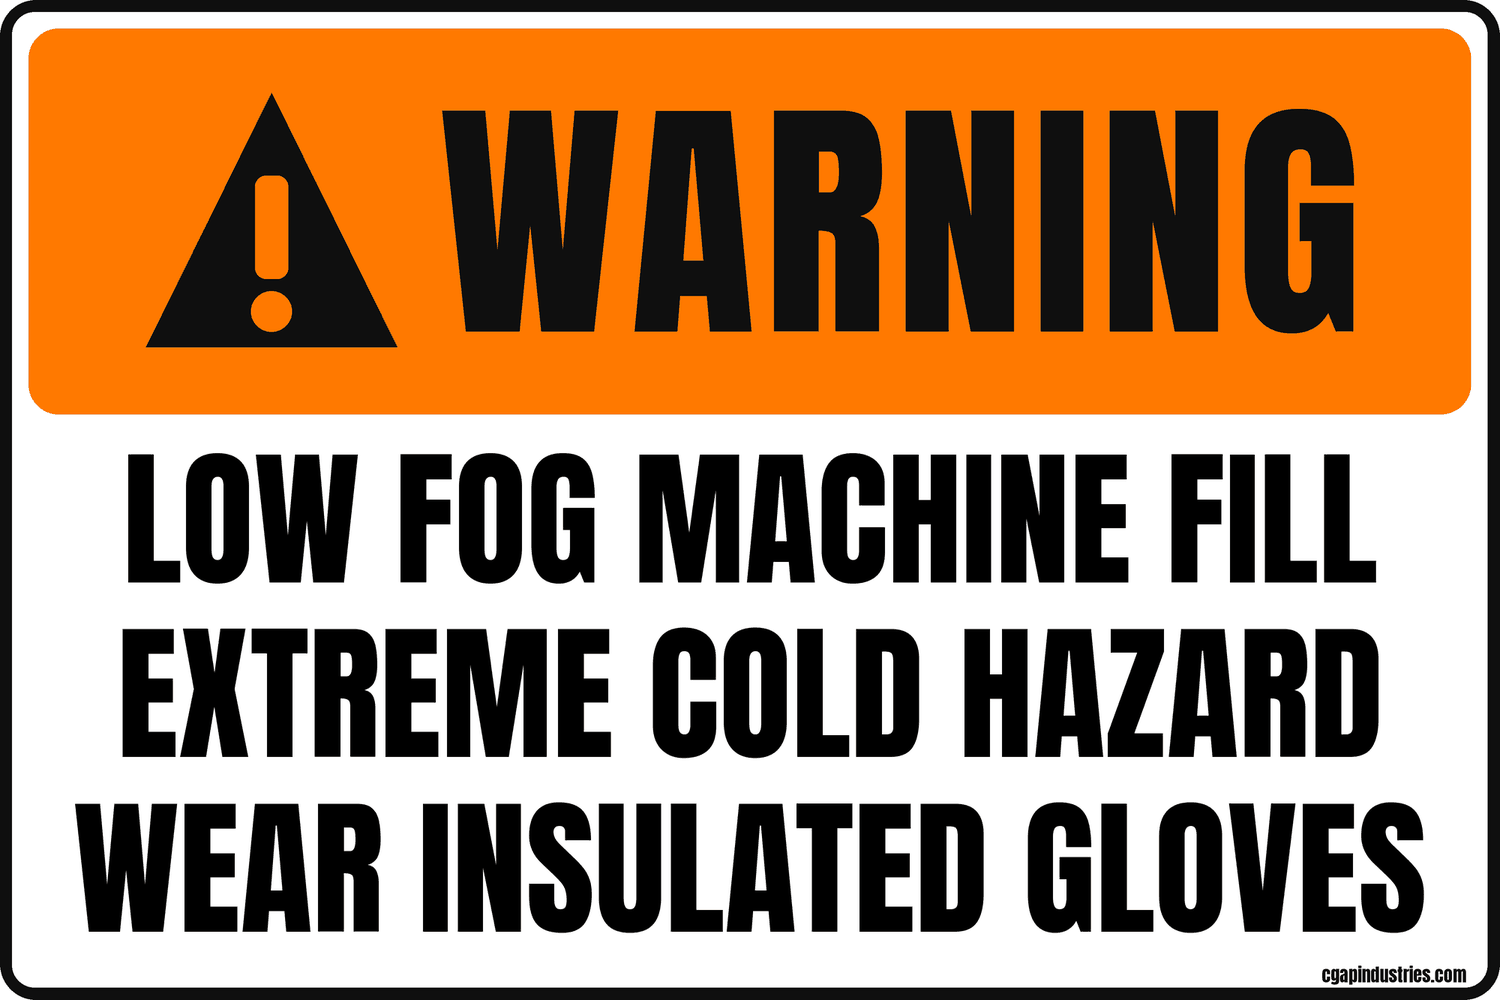 WARNING
LOW FOG MACHINE FILL
EXTREME COLD HAZARD
WEAR INSULATED GLOVES
cgapindustries.com